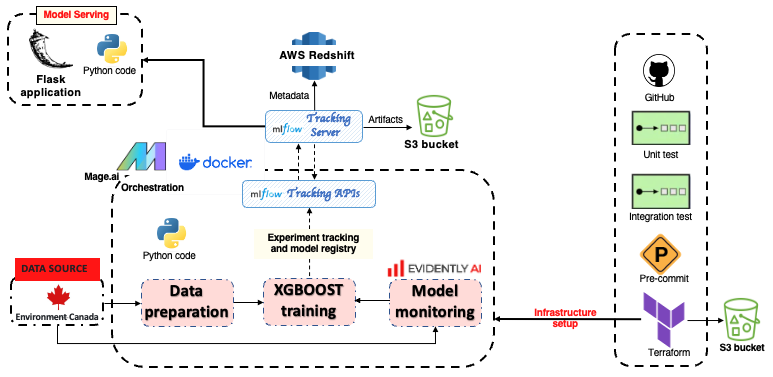 Model Serving
Flask
application
Python code
AWS Redshift
Metadata
mlflow Tracking
Server
Artifacts
S3 bucket
Mage.ai
docker
Orchestration
mlflow Tracking APIs
Python code
Experiment tracking
and model registry
EVIDENTLY AI
DATA SOURCE
Environment Canada
Data
preparation
XGBOOST
training
Model
monitoring
Infrastructure
setup
GitHub
Unit test
Integration test
P
Pre-commit
Terraform
S3 bucket